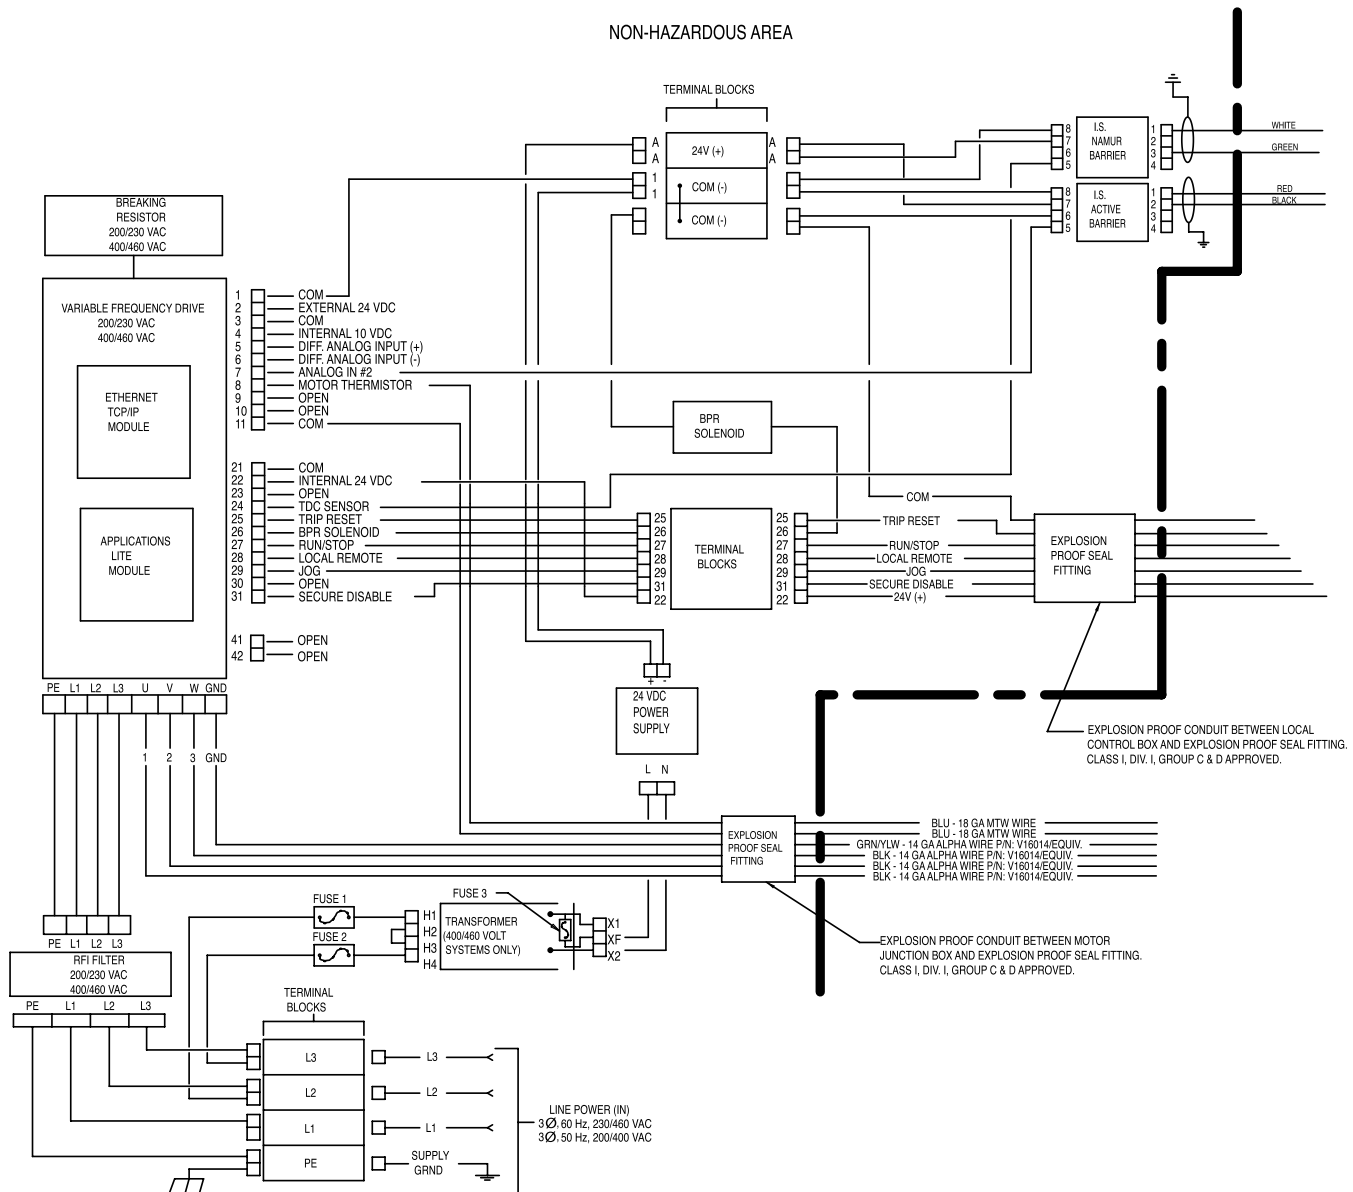 NON-HAZARDOUS AREA
TERMINAL BLOCKS
A
A
24V (+)
A
A
1
1
COM (-)
COM (-)
8
7
6
5
I.S.
NAMUR
BARRIER
1
2
3
4
WHITE
GREEN
8
7
6
5
I.S.
ACTIVE
BARRIER
1
2
3
4
RED
BLACK
BREAKING
RESISTOR
200/230 VAC
400/460 VAC
VARIABLE FREQUENCY DRIVE
200/230 VAC
400/460 VAC
ETHERNET
TCP/IP
MODULE
APPLICATIONS
LITE
MODULE
1 COM
2 EXTERNAL 24 VDC
3 COM
4 INTERNAL 10 VDC
5 DIFF. ANALOG INPUT (+)
6 DIFF. ANALOG INPUT (-)
7 ANALOG IN #2
8 MOTOR THERMISTOR
9 OPEN
10 OPEN
11 COM
21 COM
22 INTERNAL 24 VDC
23 OPEN
24 TDC SENSOR
25 TRIP RESET
26 BPR SOLENOID
27 RUN/STOP
28 LOCAL REMOTE
29 JOG
30 OPEN
31 SECURE DISABLE
41 OPEN
42 OPEN
BPR
SOLENOID
25
26
27
28
29
31
22
TERMINAL
BLOCKS
25
26
27
28
29
31
22
COM
TRIP RESET
RUN/STOP
LOCAL REMOTE
JOG
SECURE DISABLE
24V (+)
EXPLOSION
PROOF SEAL
FITTING
PE L1 L2 L3 U V W GND
1 2 3 GND
+ -
24 VDC
POWER
SUPPLY
L N
EXPLOSION PROOF CONDUIT BETWEEN LOCAL
CONTROL BOX AND EXPLOSION PROOF SEAL FITTING.
CLASS I, DIV. I, GROUP C & D APPROVED.
EXPLOSION
PROOF SEAL
FITTING
BLU - 18 GA MTW WIRE
BLU - 18 GA MTW WIRE
GRN/YLW - 14 GA ALPHA WIRE P/N: V16014/EQUIV.
BLK - 14 GA ALPHA WIRE P/N: V16014/EQUIV.
BLK - 14 GA ALPHA WIRE P/N: V16014/EQUIV.
BLK - 14 GA ALPHA WIRE P/N: V16014/EQUIV.
FUSE 1
FUSE 2
FUSE 3
H1
H2
H3
H4
TRANSFORMER
(400/460 VOLT
SYSTEMS ONLY)
X1
XF
X2
EXPLOSION PROOF CONDUIT BETWEEN MOTOR
JUNCTION BOX AND EXPLOSION PROOF SEAL FITTING.
CLASS I, DIV. I, GROUP C & D APPROVED.
PE L1 L2 L3
RFI FILTER
200/230 VAC
400/460 VAC
PE L1 L2 L3
TERMINAL
BLOCKS
L3
L2
L1
PE
L3
L2
L1
SUPPLY
GRND
LINE POWER (IN)
3Ø, 60 Hz, 230/460 VAC
3Ø, 50 Hz, 200/400 VAC